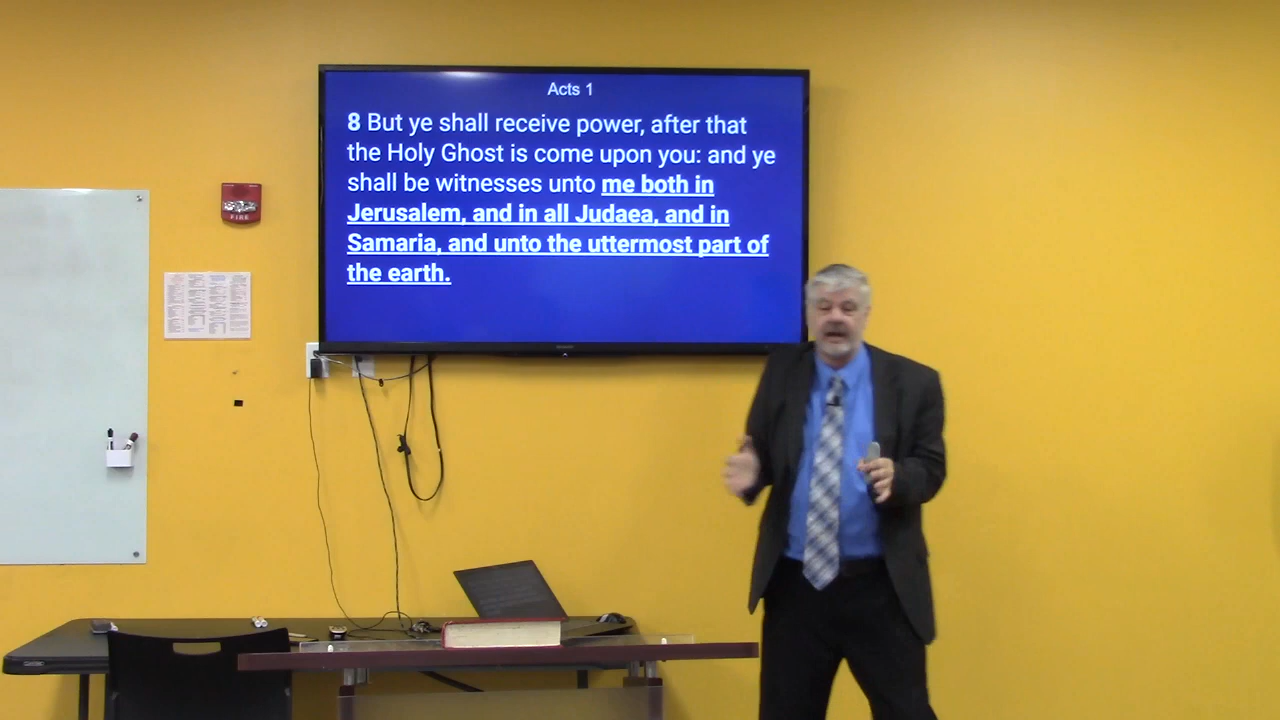 Acts 1
8 But ye shall receive power, after that
the Holy Ghost is come upon you: and ye
shall be witnesses unto me both in
Jerusalem, and in all Judaea, and in
Samaria, and unto the uttermost part of
the earth.
FIRE